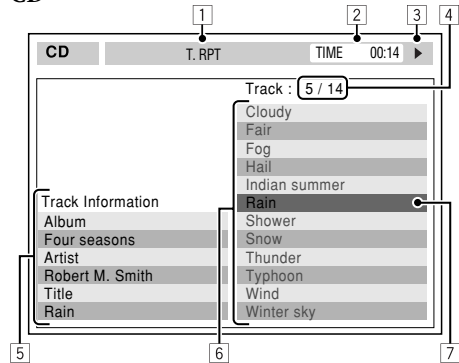 CD
1 2 3 4
CD T. RPT TIME 00:14
Track : 5 / 14
Cloudy
Fair
Fog
Hail
Indian summer
Rain
Shower
Snow
Thunder
Typhoon
Wind
Winter sky
Track Information
Album
Four seasons
Artist
Robert M. Smith
Title
Rain
5 6 7